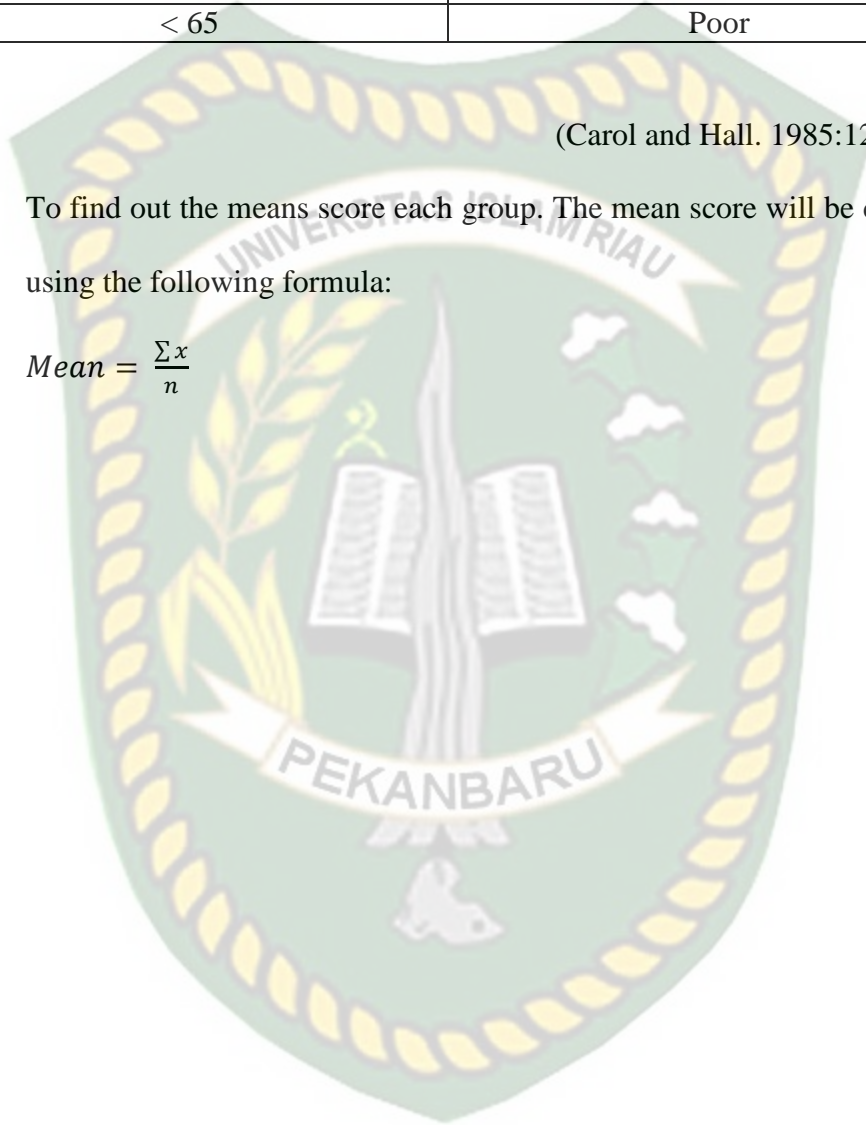 < 65 Poor
(Carol and Hall. 1985:12
To find out the means score each group. The mean score will be
using the following formula:
Mean = ∑ x / n
UNIVERSITAS ISLAM RIAU
PEKANBARU